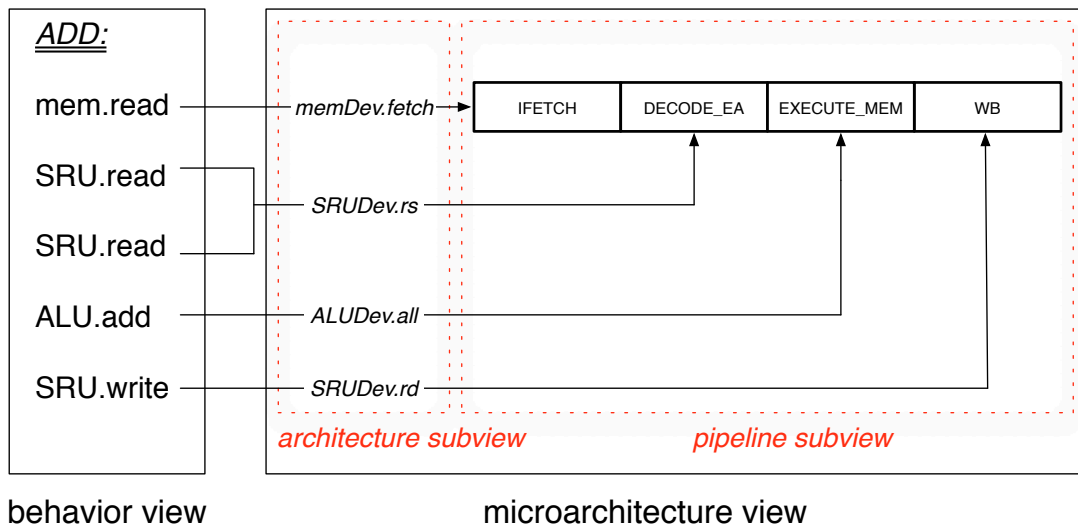 ADD:
mem.read
memDev.fetch
IFETCH
DECODE_EA
EXECUTE_MEM
WB
SRU.read
SRUDev.rs
SRU.read
ALU.add
ALUDev.all
SRU.write
SRUDev.rd
architecture subview
pipeline subview
behavior view
microarchitecture view